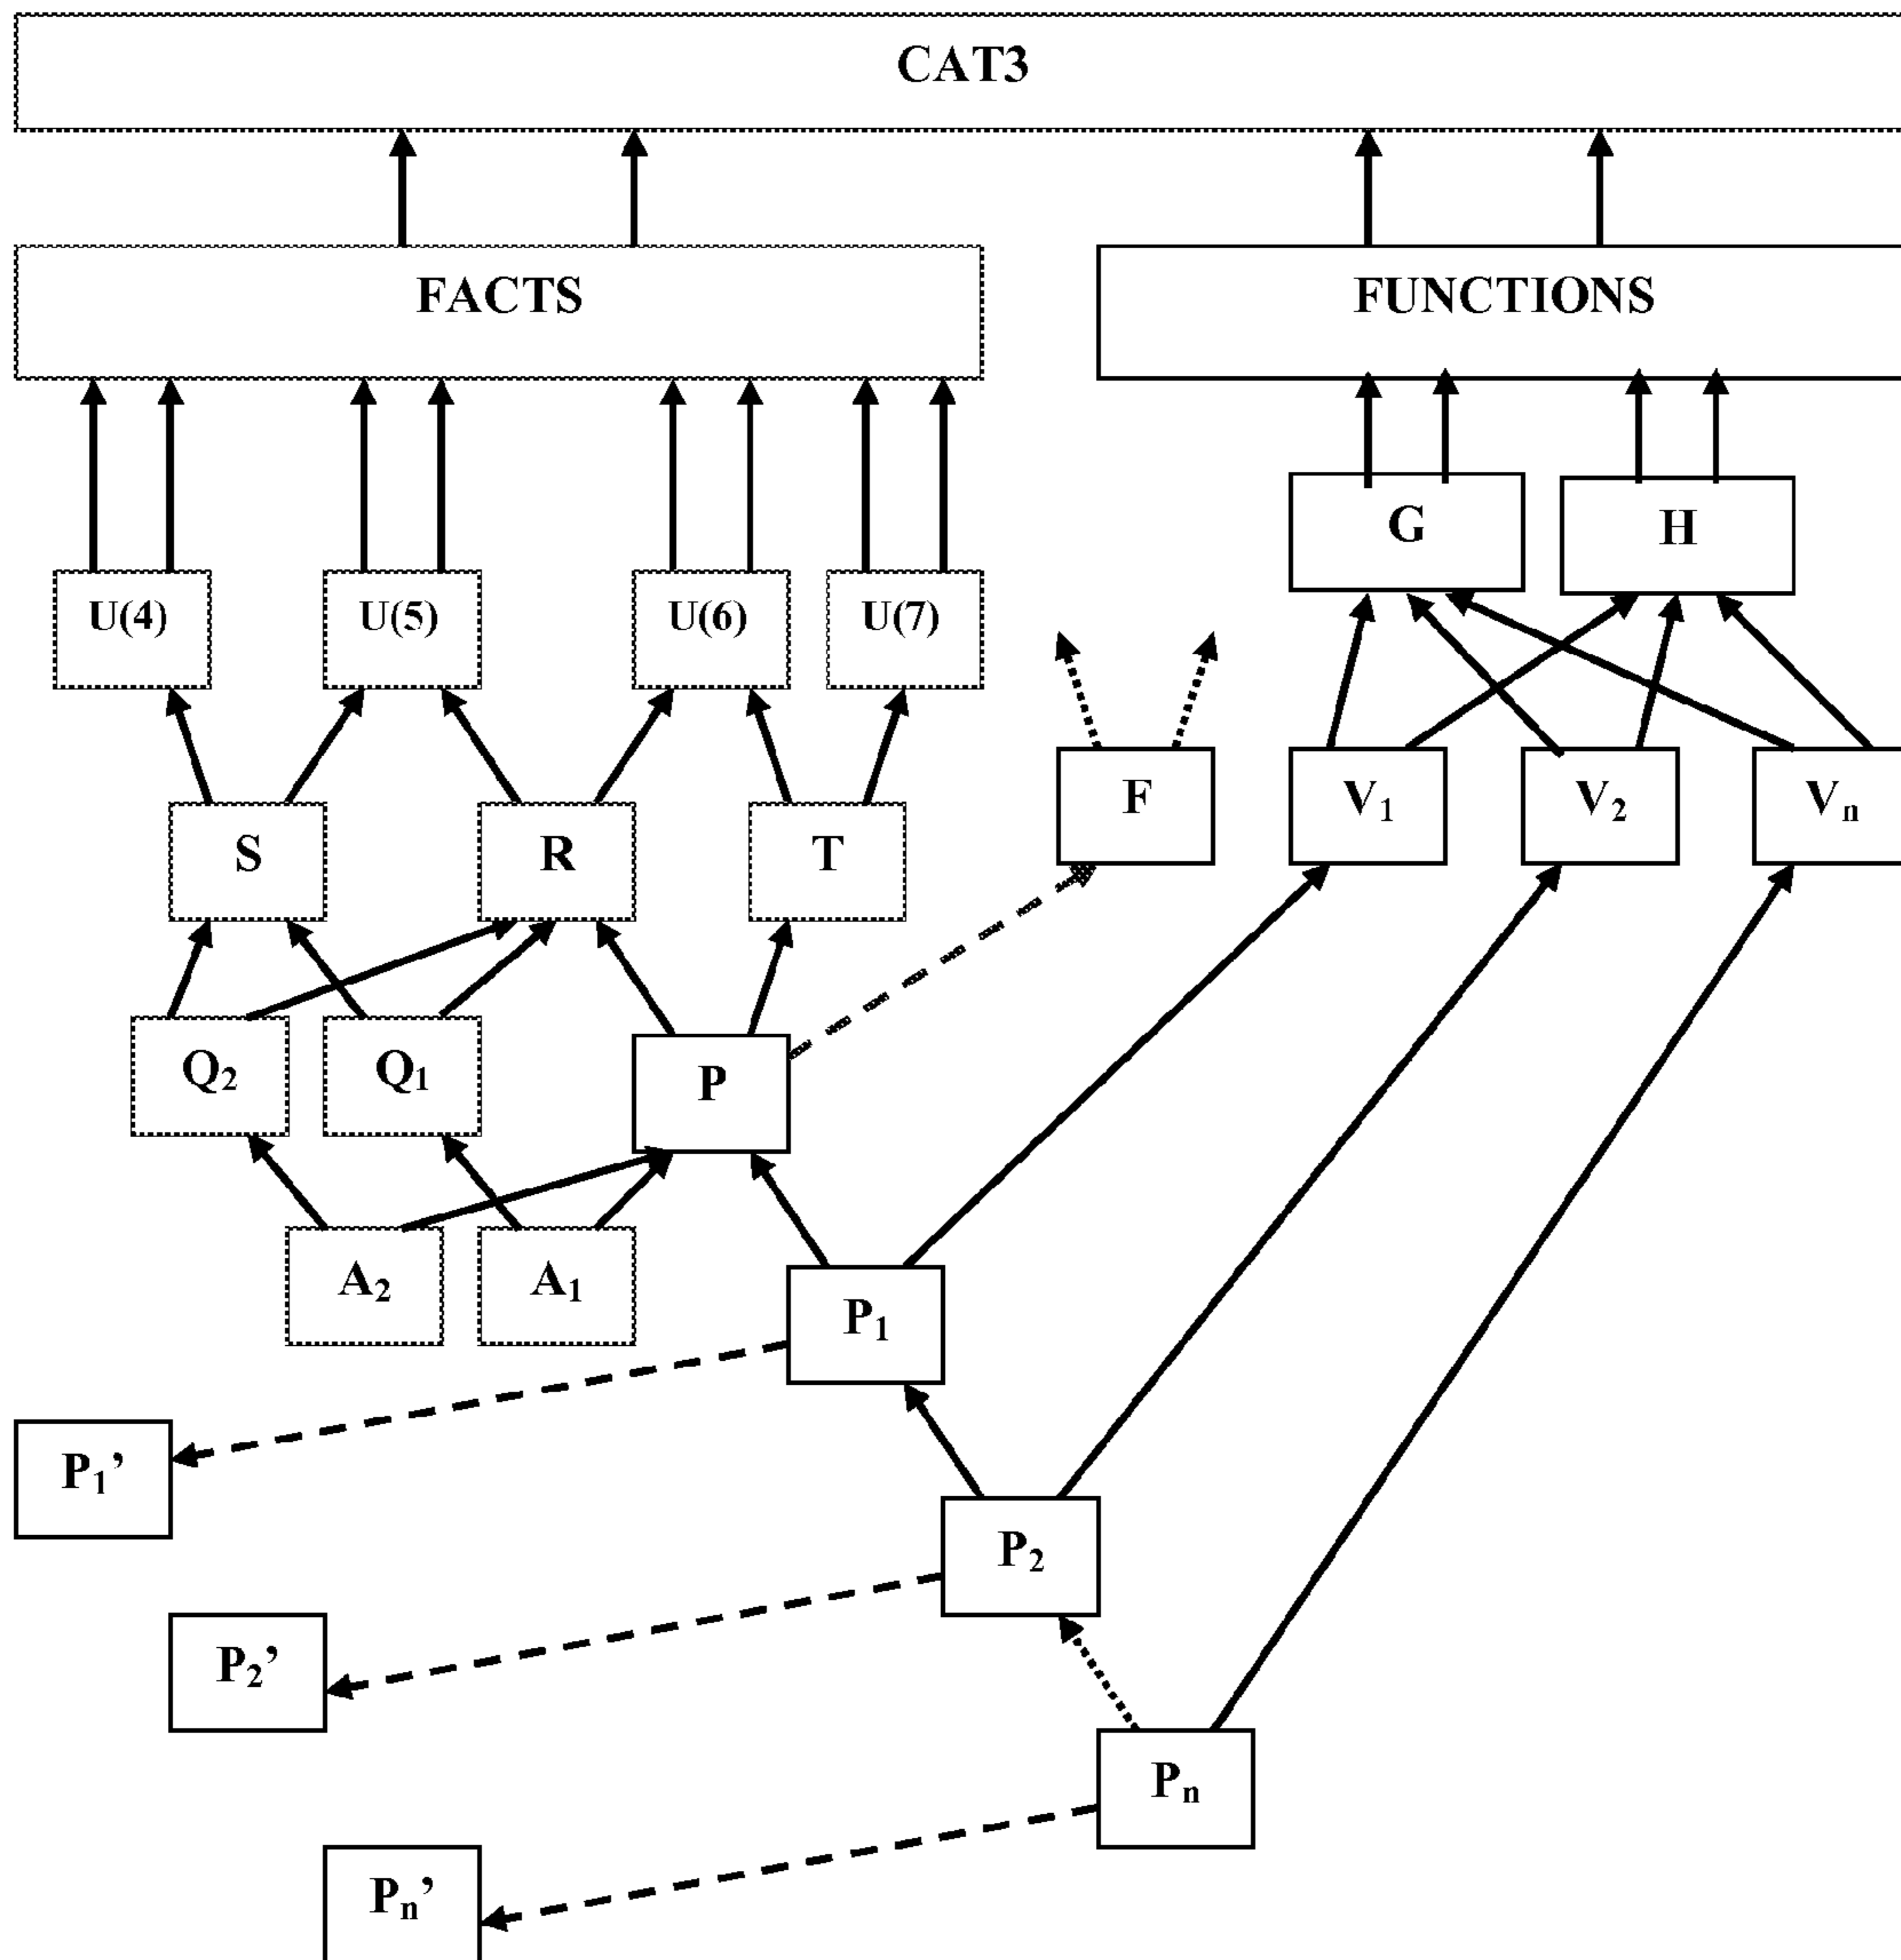 CAT3
FACTS FUNCTIONS
G H
U(4) U(5) U(6) U(7)
F V₁ V₂ Vₙ
S R T
Q₂ Q₁ P
A₂ A₁ P₁
P₁’
P₂
P₂’
Pₙ
Pₙ’